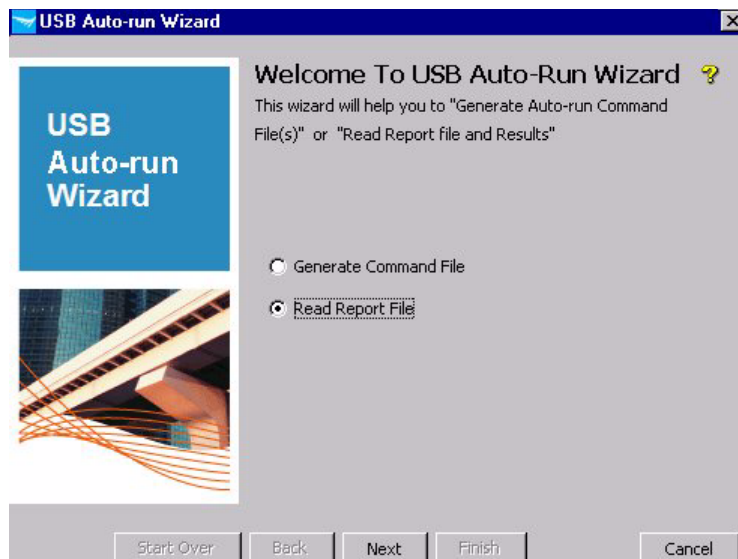 USB Auto-run Wizard
USB
Auto-run
Wizard
Welcome To USB Auto-Run Wizard
This wizard will help you to "Generate Auto-run Command
File(s)" or "Read Report file and Results"
Generate Command File
Read Report File
Start Over Back Next Finish Cancel